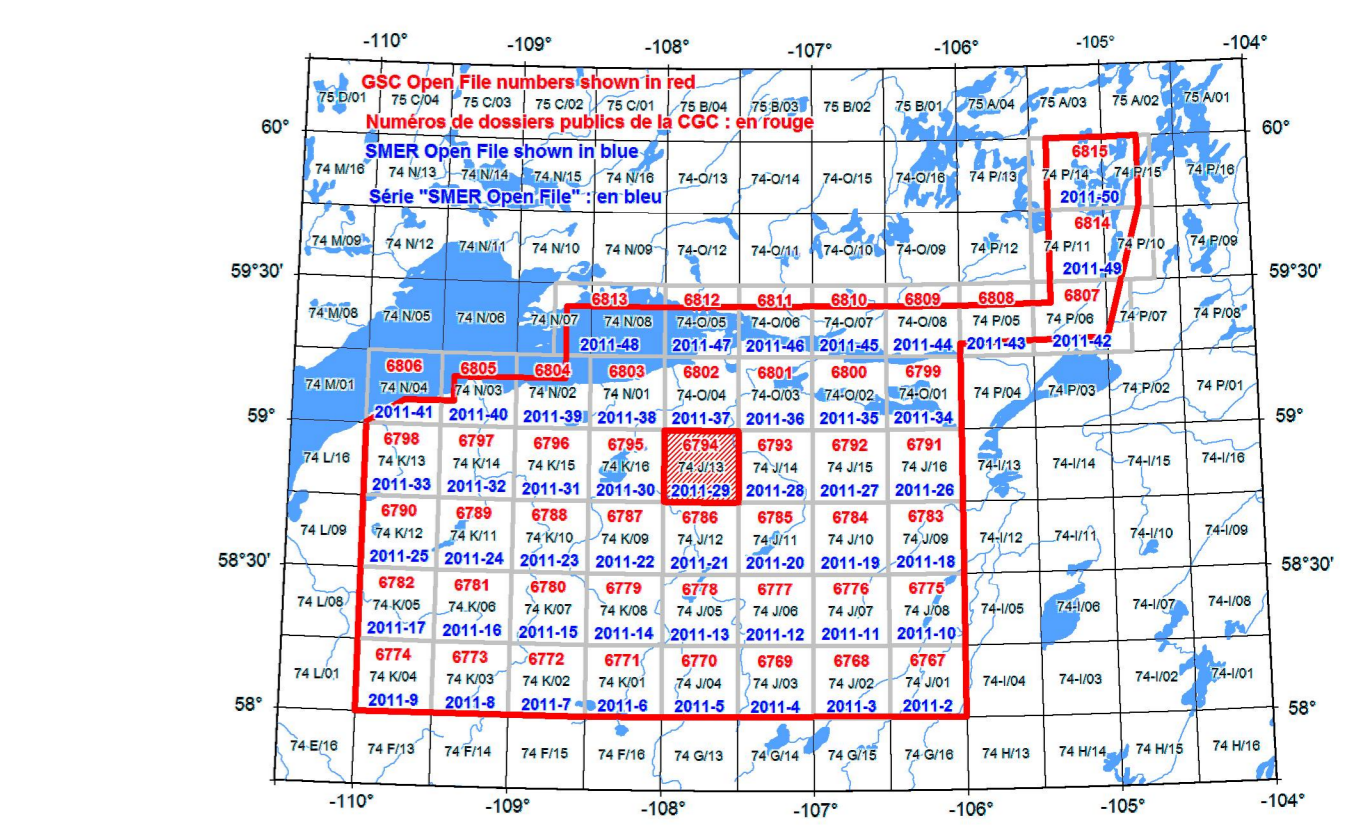 -110° -109° -108° -107° -106° -105° -104°
GSC Open File numbers shown in red
75 D/01 75 C/04 75 C/03 75 C/02 75 C/01 75 B/04 75 B/03 75 B/02 75 B/01 75 A/04 75 A/03 75 A/02 75 A/01
Numéros de dossiers publics de la CGC : en rouge
60° 60°
SMER Open File shown in blue
6815
74 M/16 74 N/13 74 N/14 74 N/15 74 N/16 74-O/13 74-O/14 74-O/15 74-O/16 74 P/13 74 P/14 74 P/15 74 P/16
Série "SMER Open File" : en bleu
2011-50
6814
74 M/09 74 N/12 74 N/11 74 N/10 74 N/09 74-O/12 74-O/11 74-O/10 74-O/09 74 P/12 74 P/11 74 P/10 74 P/09
59°30' 2011-49 59°30'
6813 6812 6811 6810 6809 6808 6807
74 M/08 74 N/05 74 N/06 74 N/07 74 N/08 74-O/05 74-O/06 74-O/07 74-O/08 74 P/05 74 P/06 74 P/07 74 P/08
2011-48 2011-47 2011-46 2011-45 2011-44 2011-43 2011-42
6806 6805 6804 6803 6802 6801 6800 6799
74 M/01 74 N/04 74 N/03 74 N/02 74 N/01 74-O/04 74-O/03 74-O/02 74-O/01 74 P/04 74 P/03 74 P/02 74 P/01
59° 2011-41 2011-40 2011-39 2011-38 2011-37 2011-36 2011-35 2011-34 59°
6798 6797 6796 6795 6794 6793 6792 6791
74 L/16 74 K/13 74 K/14 74 K/15 74 K/16 74 J/13 74 J/14 74 J/15 74 J/16 74-I/13 74-I/14 74-I/15 74-I/16
2011-33 2011-32 2011-31 2011-30 2011-29 2011-28 2011-27 2011-26
6790 6789 6788 6787 6786 6785 6784 6783
74 L/09 74 K/12 74 K/11 74 K/10 74 K/09 74 J/12 74 J/11 74 J/10 74 J/09 74-I/12 74-I/11 74-I/10 74-I/09
58°30' 2011-25 2011-24 2011-23 2011-22 2011-21 2011-20 2011-19 2011-18 58°30'
6782 6781 6780 6779 6778 6777 6776 6775
74 L/08 74 K/05 74 K/06 74 K/07 74 K/08 74 J/05 74 J/06 74 J/07 74 J/08 74-I/05 74-I/06 74-I/07 74-I/08
2011-17 2011-16 2011-15 2011-14 2011-13 2011-12 2011-11 2011-10
6774 6773 6772 6771 6770 6769 6768 6767
74 L/01 74 K/04 74 K/03 74 K/02 74 K/01 74 J/04 74 J/03 74 J/02 74 J/01 74-I/04 74-I/03 74-I/02 74-I/01
58° 2011-9 2011-8 2011-7 2011-6 2011-5 2011-4 2011-3 2011-2 58°
74 E/16 74 F/13 74 F/14 74 F/15 74 F/16 74 G/13 74 G/14 74 G/15 74 G/16 74 H/13 74 H/14 74 H/15 74 H/16
-110° -109° -108° -107° -106° -105° -104°